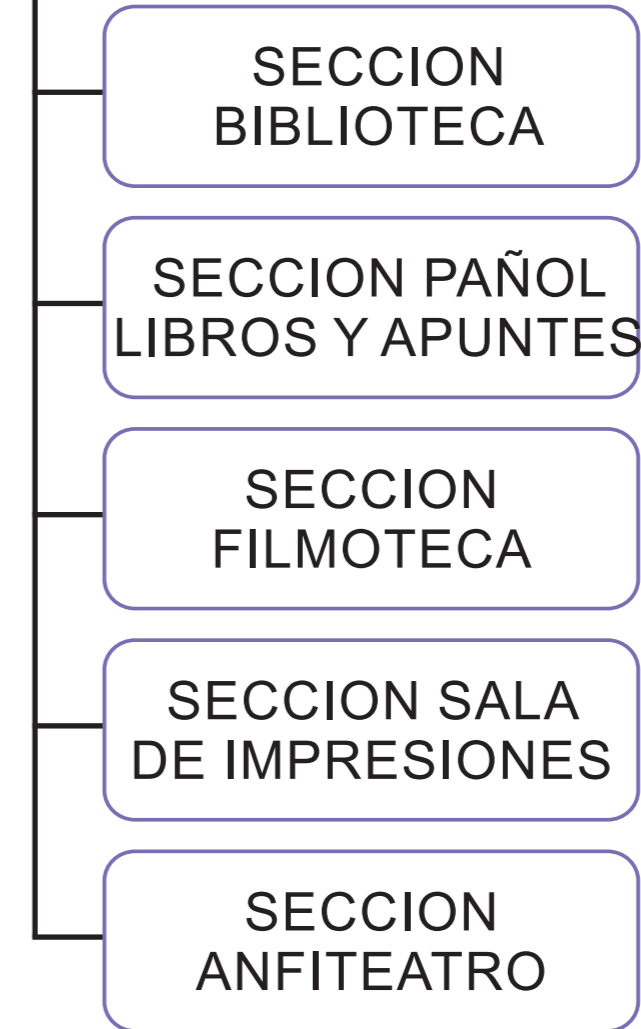 SECCION
BIBLIOTECA
SECCION PAÑOL
LIBROS Y APUNTES
SECCION
FILMOTECA
SECCION SALA
DE IMPRESIONES
SECCION
ANFITEATRO